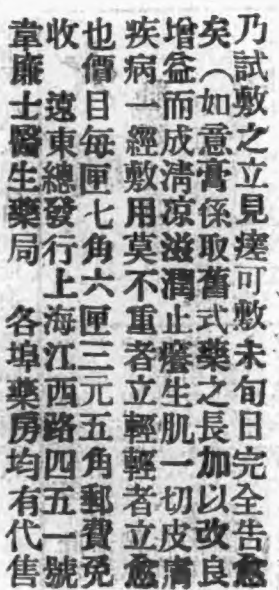 乃試敷之立見瘥可敷未旬日完全告愈
矣（如意膏係取舊式藥之長加以改良
增益而成淸凉滋潤止癢生肌一切皮膚
疾病一經敷用莫不重者立輕輕者立愈
也價目每匣七角六匣三元五角郵費免
收　遠東總發行上海江西路四五一號
韋廉士醫生藥局　各埠藥房均有代售